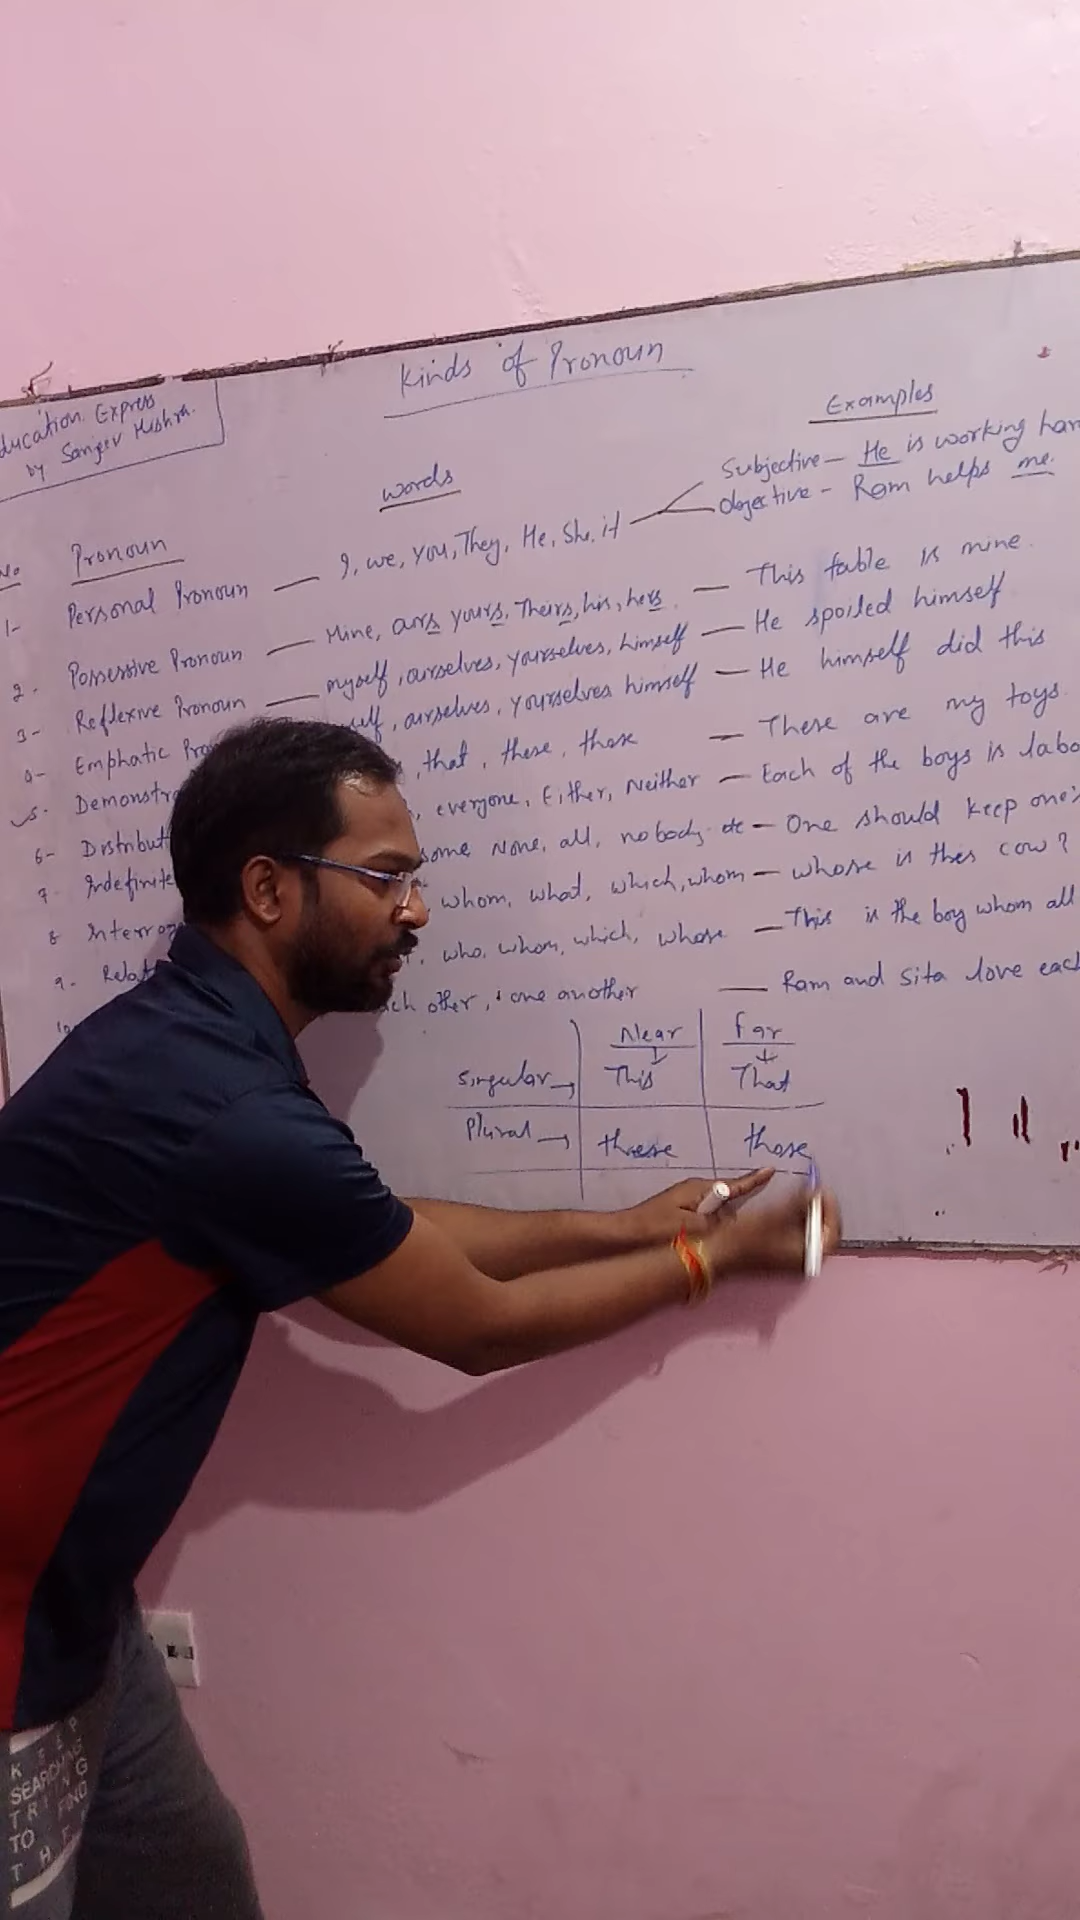 Education Express
by Sanjeev Mishra.
Kinds of Pronoun
Examples
words
Subjective – He is working har
Objective – Ram helps me.
No Pronoun
1- Personal Pronoun — I, we, you, They, He, She, it
2- Possessive Pronoun — Mine, ours yours, Theirs, his, hers — This table is mine.
3- Reflexive Pronoun — myself, ourselves, yourselves, himself — He spoiled himself
4- Emphatic Pro self, ourselves, yourselves himself — He himself did this
5- Demonstra , that, these, those — These are my toys.
6- Distribut , everyone, Either, Neither — Each of the boys is labo
7- Indefinite some None, all, nobody etc — One should keep one's
8 Interrog whom, what, which, whom — whose is this cow?
9- Relat , who, whom, which, whose — This is the boy whom all
10 ach other, one another — Ram and Sita love each
Near Far
Singular → This That
Plural → these those
K E E P
SEARCHING
TRYING
TO FIND
T H E